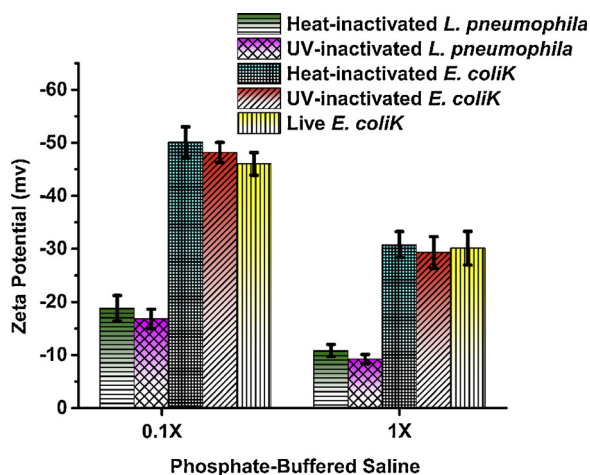 Heat-inactivated L. pneumophila
UV-inactivated L. pneumophila
Heat-inactivated E. coliK
UV-inactivated E. coliK
Live E. coliK
Zeta Potential (mv)
-60
-50
-40
-30
-20
-10
0
0.1X 1X
Phosphate-Buffered Saline